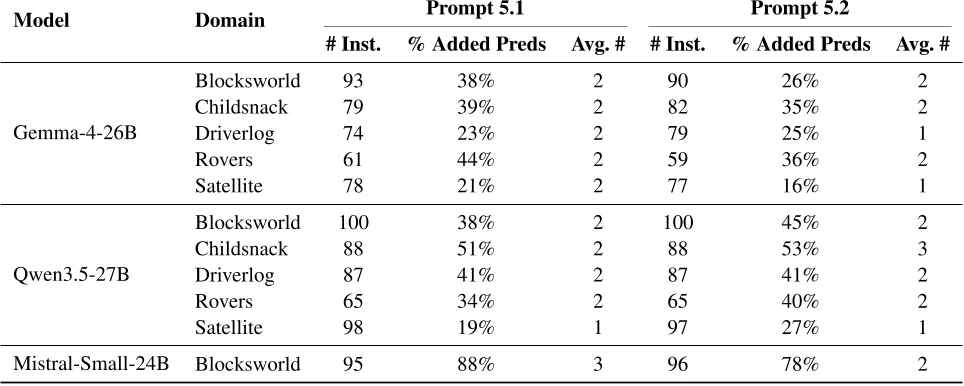 Model Domain Prompt 5.1 Prompt 5.2
# Inst. % Added Preds Avg. # # Inst. % Added Preds Avg. #
Gemma-4-26B Blocksworld 93 38% 2 90 26% 2
Childsnack 79 39% 2 82 35% 2
Driverlog 74 23% 2 79 25% 1
Rovers 61 44% 2 59 36% 2
Satellite 78 21% 2 77 16% 1
Qwen3.5-27B Blocksworld 100 38% 2 100 45% 2
Childsnack 88 51% 2 88 53% 3
Driverlog 87 41% 2 87 41% 2
Rovers 65 34% 2 65 40% 2
Satellite 98 19% 1 97 27% 1
Mistral-Small-24B Blocksworld 95 88% 3 96 78% 2